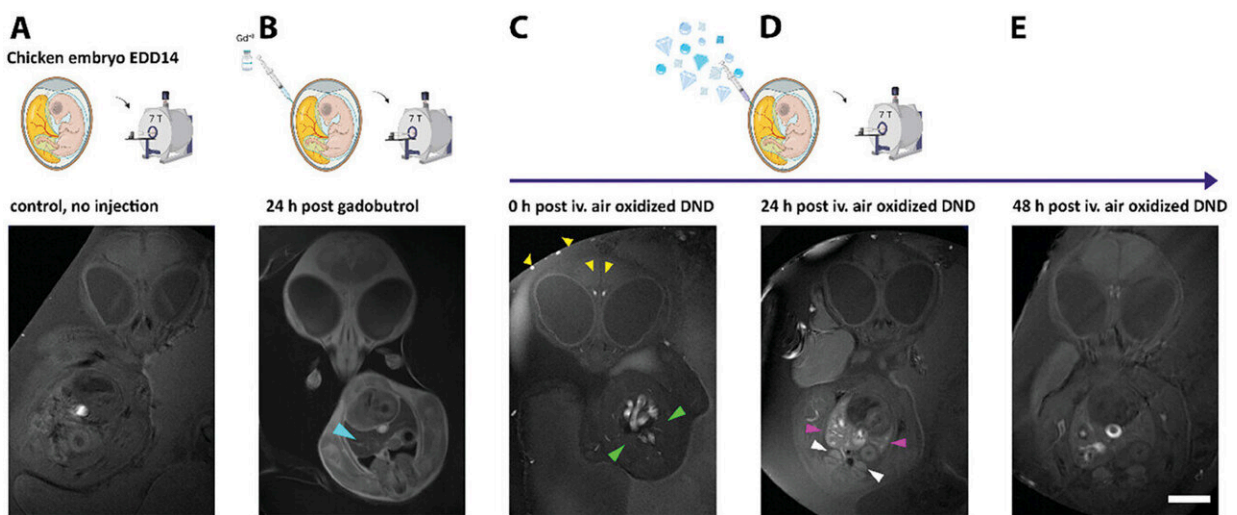 A
B
C
D
E
Chicken embryo EDD14
Gd⁺³
7 T
7 T
7 T
control, no injection
24 h post gadobutrol
0 h post iv. air oxidized DND
24 h post iv. air oxidized DND
48 h post iv. air oxidized DND